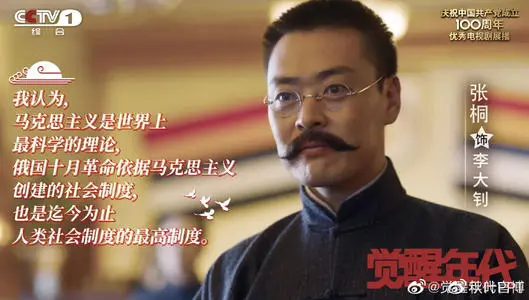 CCTV 1
综合
庆祝中国共产党成立
100周年
优秀电视剧展播
我认为,
马克思主义是世界上
最科学的理论,
俄国十月革命依据马克思主义
创建的社会制度,
也是迄今为止
人类社会制度的最高制度。
张桐
饰
李大钊
觉醒年代